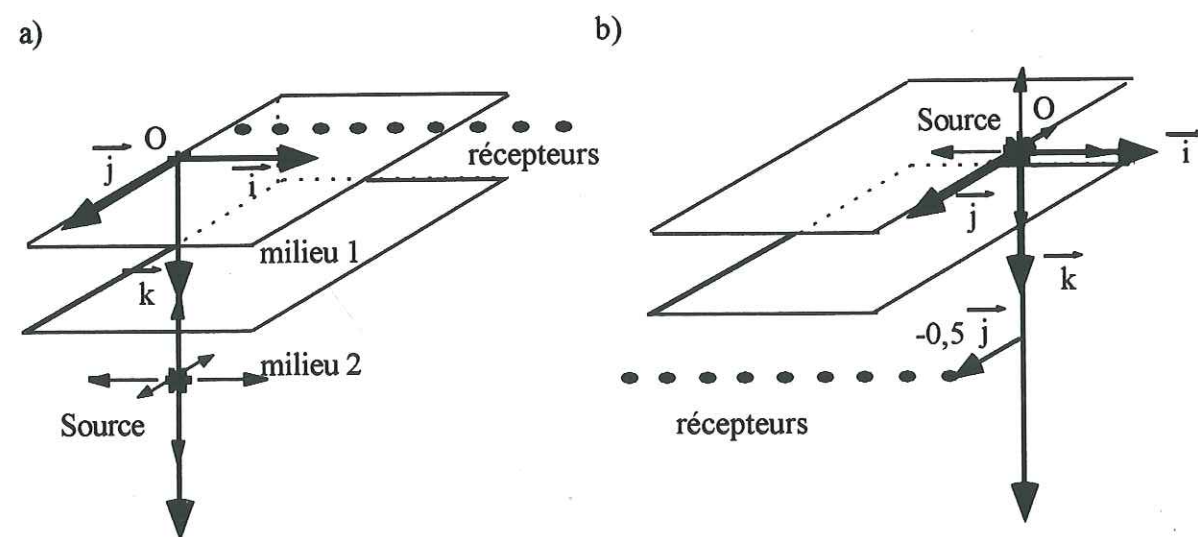 a)
O
j
i
récepteurs
milieu 1
k
milieu 2
Source
b)
Source
O
i
j
k
-0,5 j
récepteurs